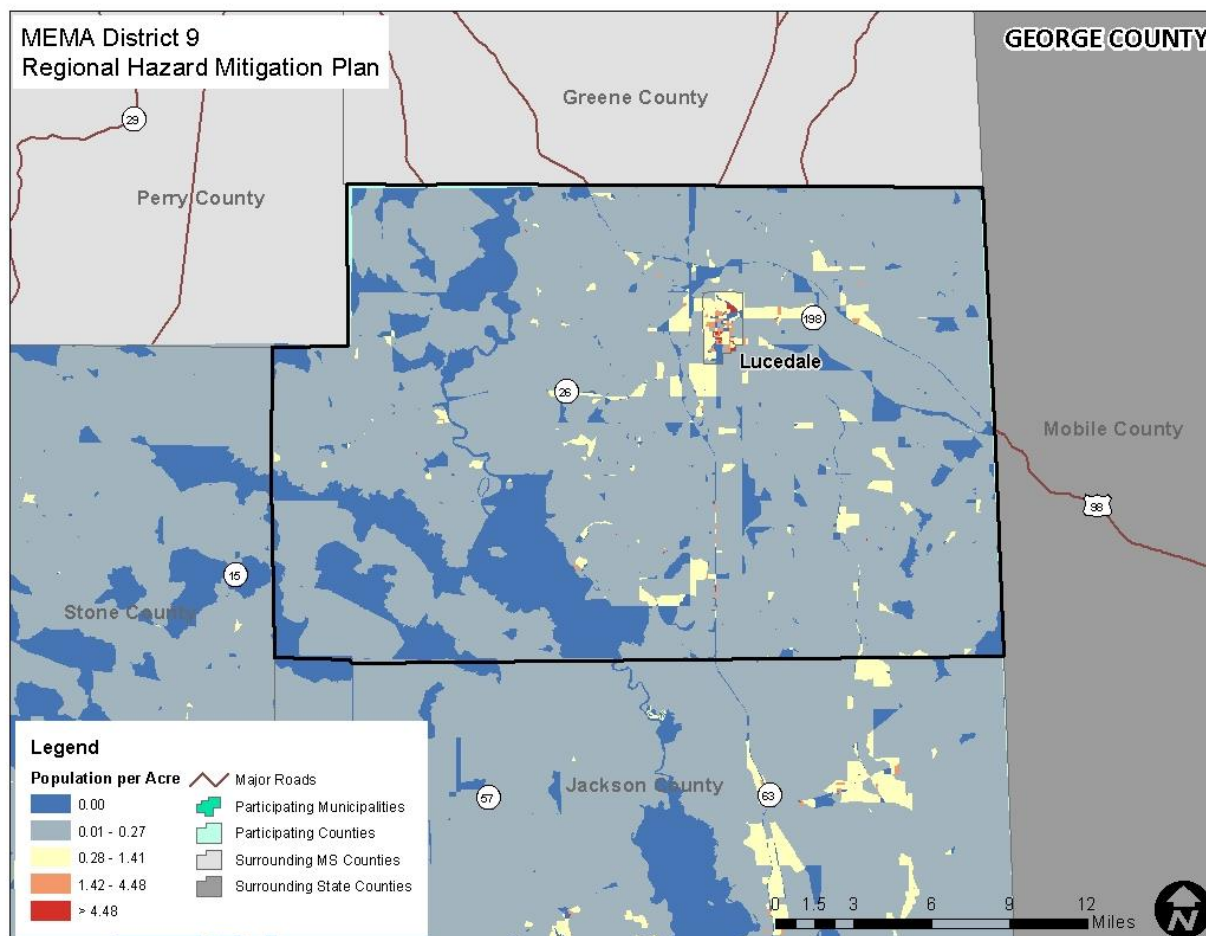 MEMA District 9
Regional Hazard Mitigation Plan
GEORGE COUNTY
Greene County
29
Perry County
198
Lucedale
26
Mobile County
98
15
Stone County
Legend
Population per Acre
0.00
0.01 - 0.27
0.28 - 1.41
1.42 - 4.48
> 4.48
Major Roads
Participating Municipalities
Participating Counties
Surrounding MS Counties
Surrounding State Counties
57
Jackson County
63
0 1.5 3 6 9 12
Miles
N